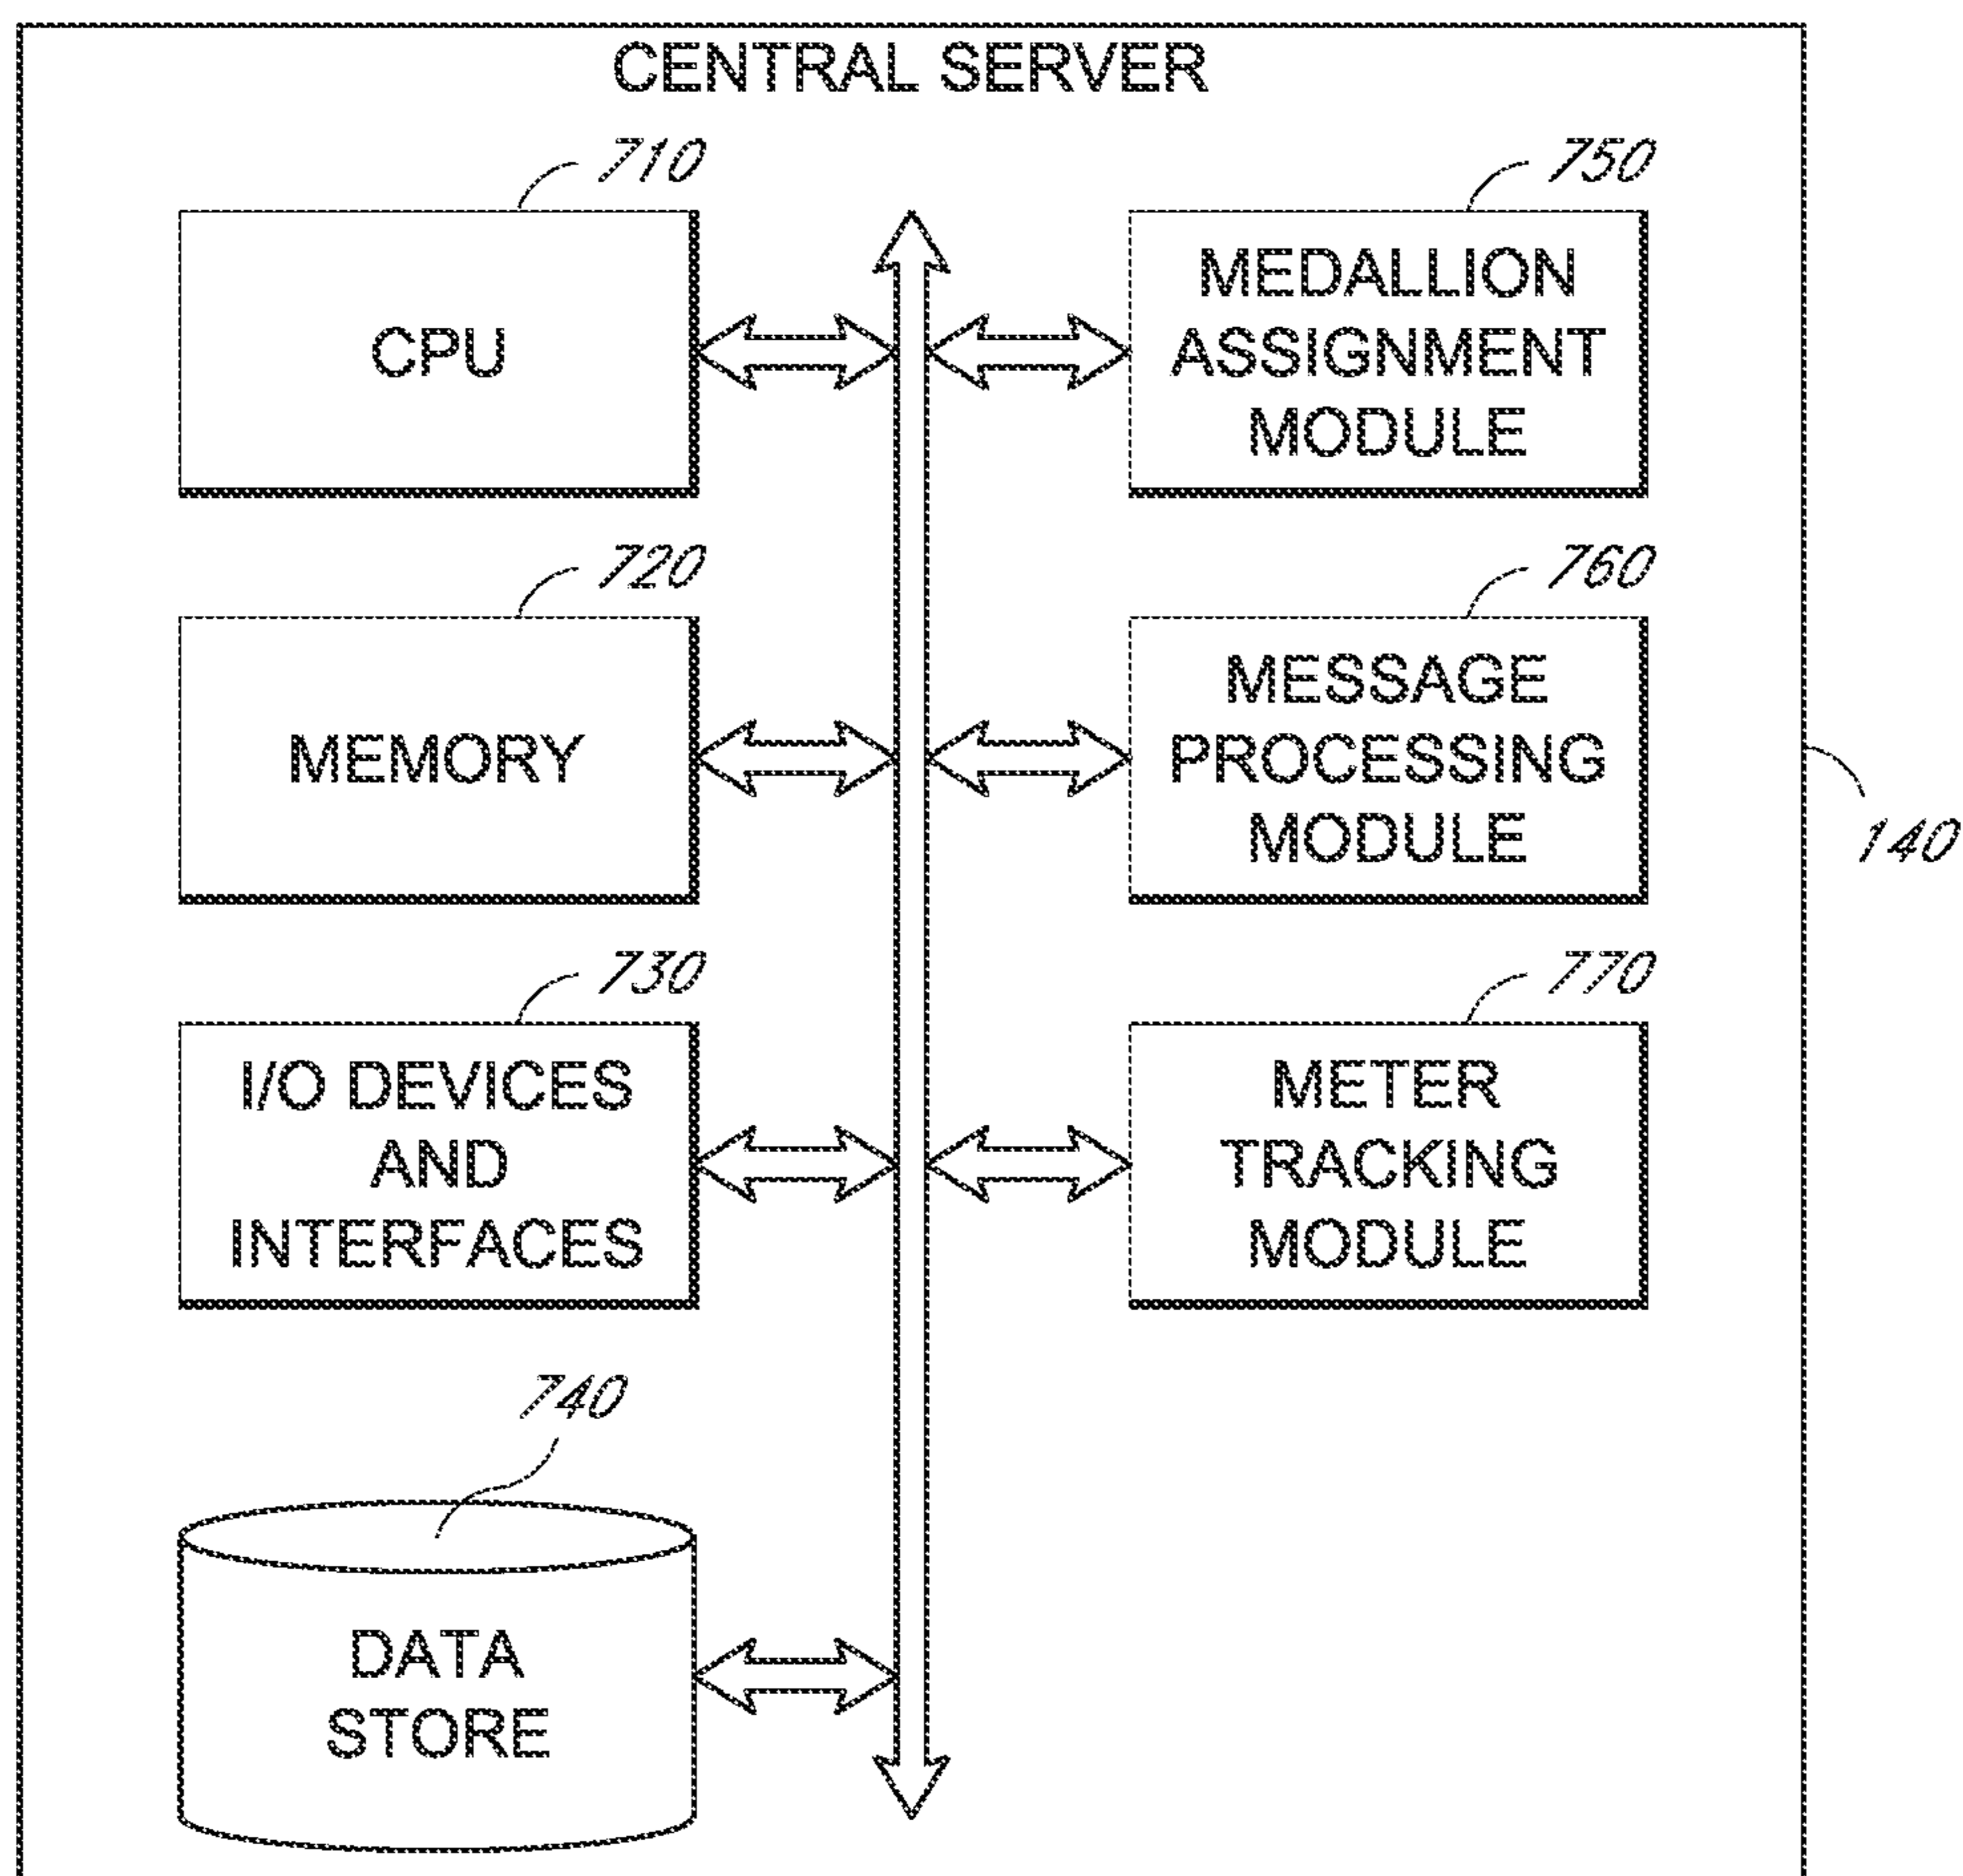 CENTRAL SERVER
710
CPU
750
MEDALLION
ASSIGNMENT
MODULE
720
MEMORY
760
MESSAGE
PROCESSING
MODULE
140
730
I/O DEVICES
AND
INTERFACES
770
METER
TRACKING
MODULE
740
DATA
STORE